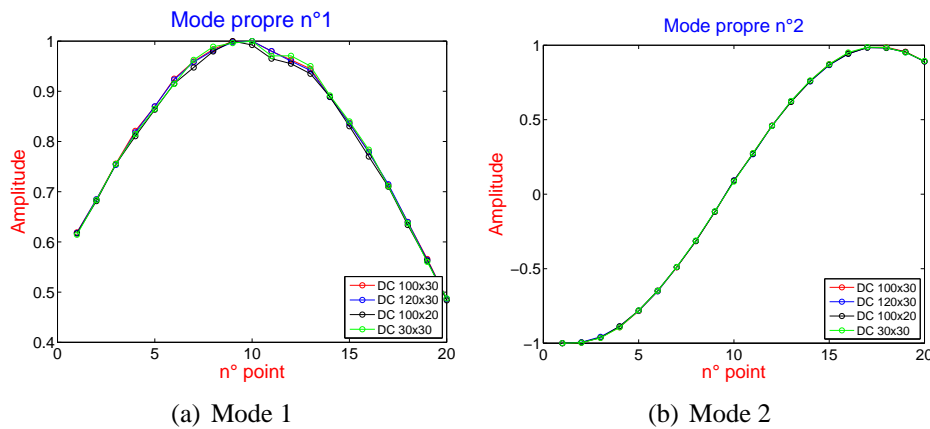 Mode propre n°1
1
0.9
0.8
0.7
0.6
0.5
0.4
Amplitude
0
5
10
15
20
n° point
DC 100x30
DC 120x30
DC 100x20
DC 30x30
(a) Mode 1
Mode propre n°2
1
0.5
0
−0.5
−1
Amplitude
0
5
10
15
20
n° point
DC 100x30
DC 120x30
DC 100x20
DC 30x30
(b) Mode 2